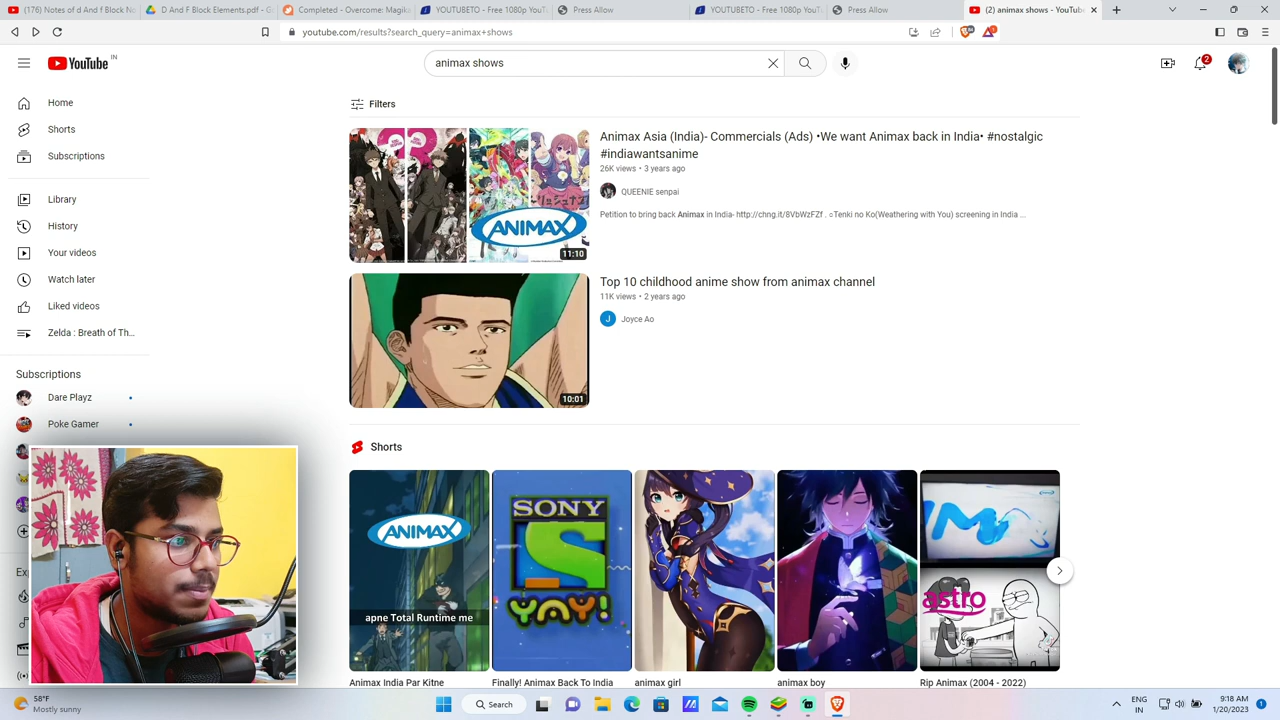 (176) Notes of d And F Block No
D And F Block Elements.pdf - G
Completed - Overcome: Magika
YOUTUBETO - Free 1080p YouT
Press Allow
YOUTUBETO - Free 1080p YouT
Press Allow
(2) animax shows - YouTub
youtube.com/results?search_query=animax+shows
YouTube IN
animax shows
2
Home
Shorts
Subscriptions
Library
History
Your videos
Watch later
Liked videos
Zelda : Breath of Th...
Subscriptions
Dare Playz
Poke Gamer
Filters
ANIMAX
11:10
Animax Asia (India)- Commercials (Ads) •We want Animax back in India• #nostalgic
#indiawantsanime
26K views • 3 years ago
QUEENIE senpai
Petition to bring back Animax in India- http://chng.it/8VbWzFZf . ○Tenki no Ko(Weathering with You) screening in India ...
10:01
Top 10 childhood anime show from animax channel
11K views • 2 years ago
J Joyce Ao
Shorts
ANIMAX
apne Total Runtime me
SONY
YAY!
astro
Animax India Par Kitne
Finally! Animax Back To India
animax girl
animax boy
Rip Animax (2004 - 2022)
58°F
Mostly sunny
Search
ENG
IN
9:18 AM
1/20/2023
1